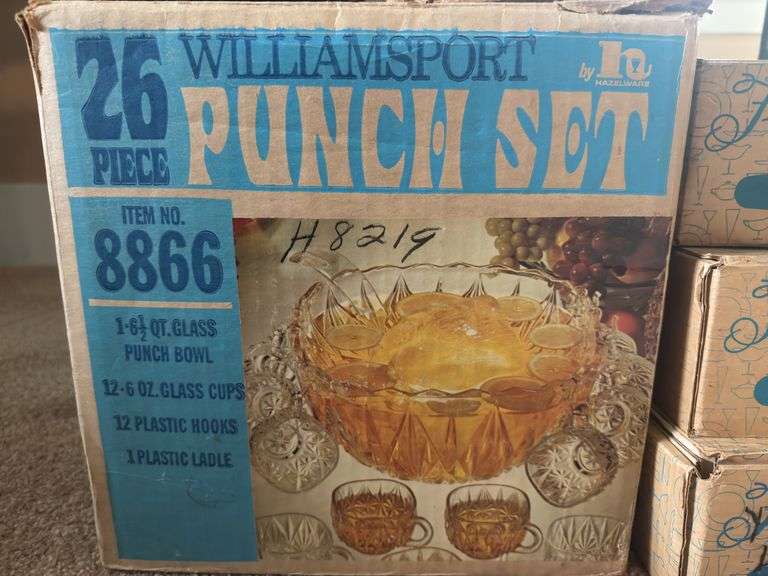 26
PIECE
WILLIAMSPORT
by h
HAZELWARE
PUNCH SET
ITEM NO.
8866
H8219
1-6½ QT. GLASS
PUNCH BOWL
12-6 OZ. GLASS CUPS
12 PLASTIC HOOKS
1 PLASTIC LADLE